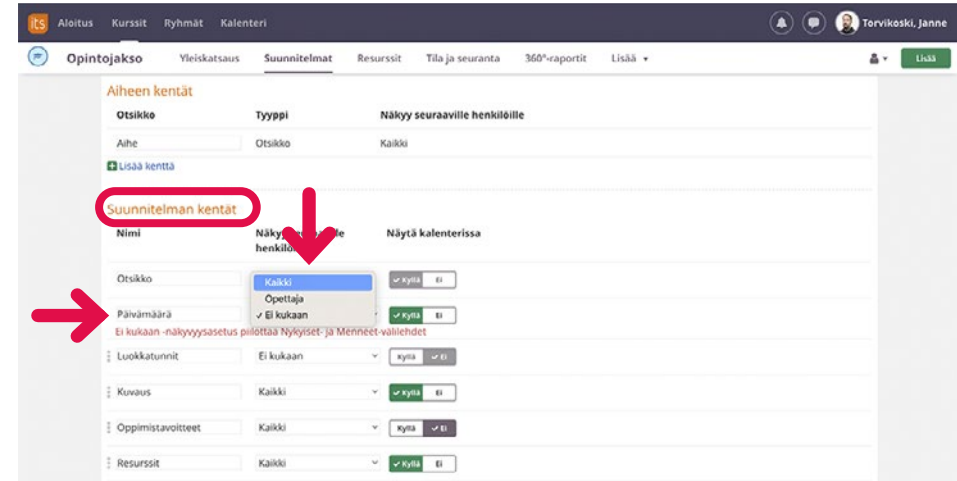 its Aloitus Kurssit Ryhmät Kalenteri Torvikoski, Janne
Opintojakso Yleiskatsaus Suunnitelmat Resurssit Tila ja seuranta 360°-raportit Lisää Lisää
Aiheen kentät
Otsikko Tyyppi Näkyy seuraaville henkilöille
Aihe Otsikko Kaikki
Lisää kenttä
Suunnitelman kentät
Nimi Näytä kalenterissa
Otsikko Kaikki Kyllä Ei
Opettaja
Päivämäärä Ei kukaan Kyllä Ei
Ei kukaan -näkyvyysasetus piilottaa Nykyiset- ja Menneet-välilehdet
Luokkatunnit Ei kukaan Kyllä Ei
Kuvaus Kaikki Kyllä Ei
Oppimistavoitteet Kaikki Kyllä Ei
Resurssit Kaikki Kyllä Ei